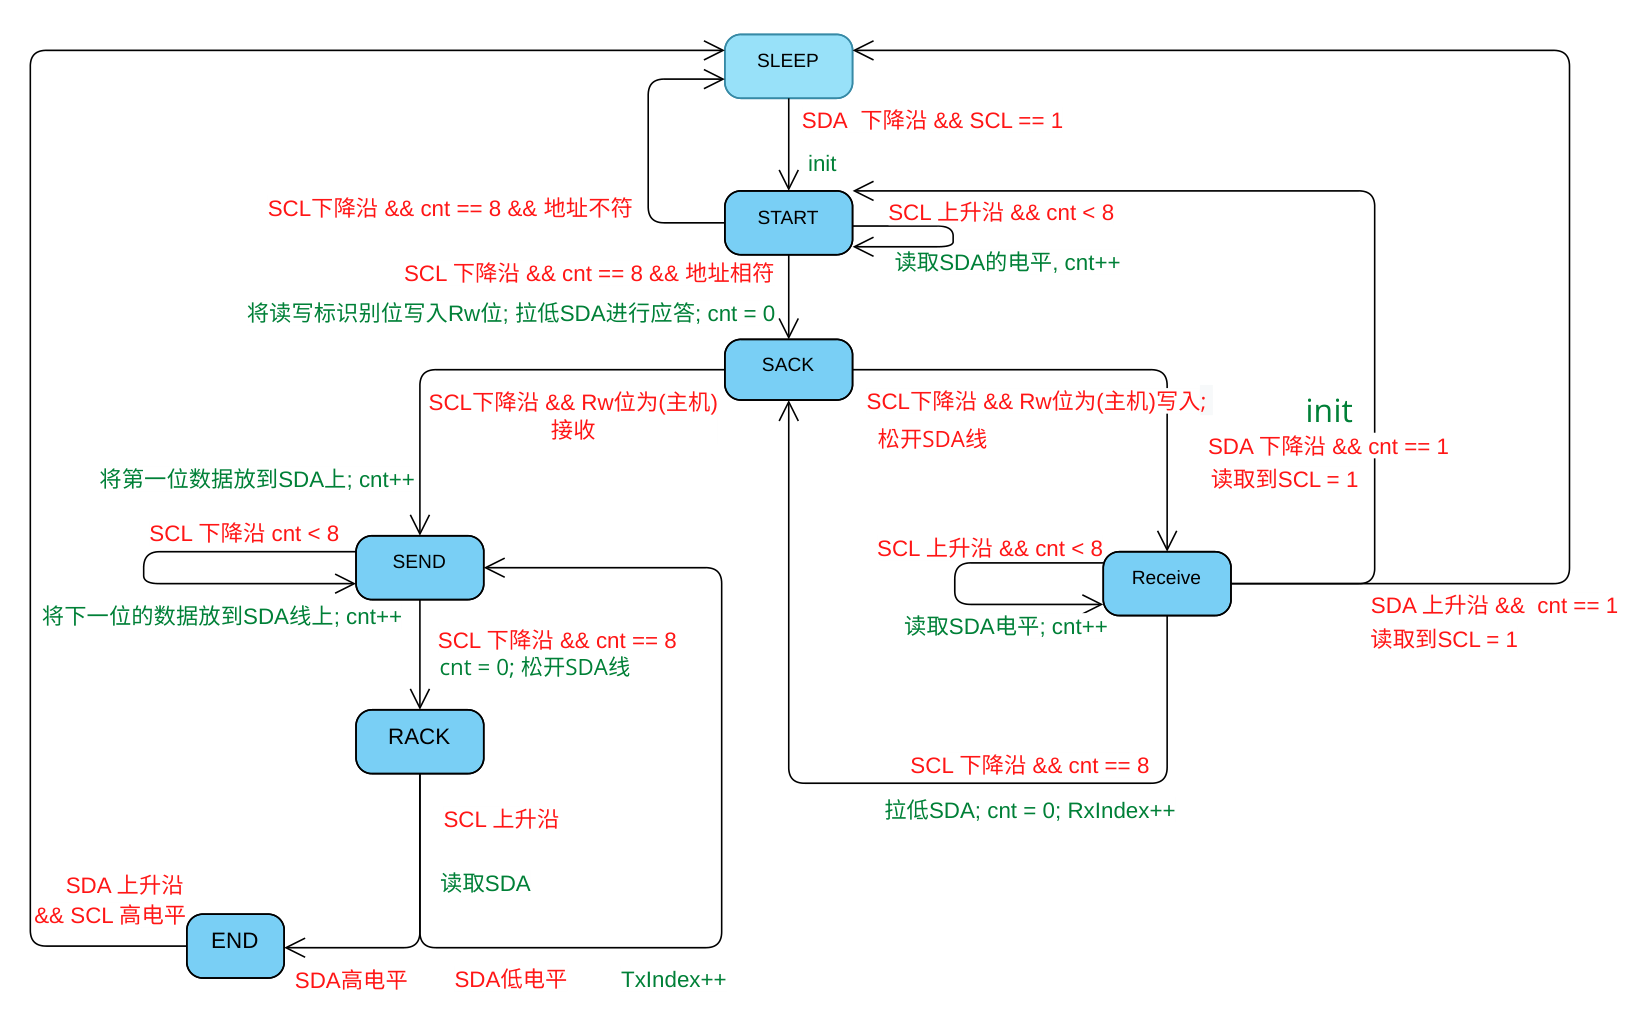 SLEEP
SDA 下降沿 && SCL == 1
init
SCL下降沿 && cnt == 8 && 地址不符
START
SCL 上升沿 && cnt < 8
读取SDA的电平, cnt++
SCL 下降沿 && cnt == 8 && 地址相符
将读写标识别位写入Rw位; 拉低SDA进行应答; cnt = 0
SACK
SCL下降沿 && Rw位为(主机)
接收
SCL下降沿 && Rw位为(主机)写入;
松开SDA线
init
SDA 下降沿 && cnt == 1
读取到SCL = 1
将第一位数据放到SDA上; cnt++
SCL 下降沿 cnt < 8
SEND
SCL 上升沿 && cnt < 8
Receive
将下一位的数据放到SDA线上; cnt++
读取SDA电平; cnt++
SDA 上升沿 && cnt == 1
读取到SCL = 1
SCL 下降沿 && cnt == 8
cnt = 0; 松开SDA线
RACK
SCL 下降沿 && cnt == 8
拉低SDA; cnt = 0; RxIndex++
SCL 上升沿
读取SDA
SDA 上升沿
&& SCL 高电平
END
SDA高电平
SDA低电平
TxIndex++